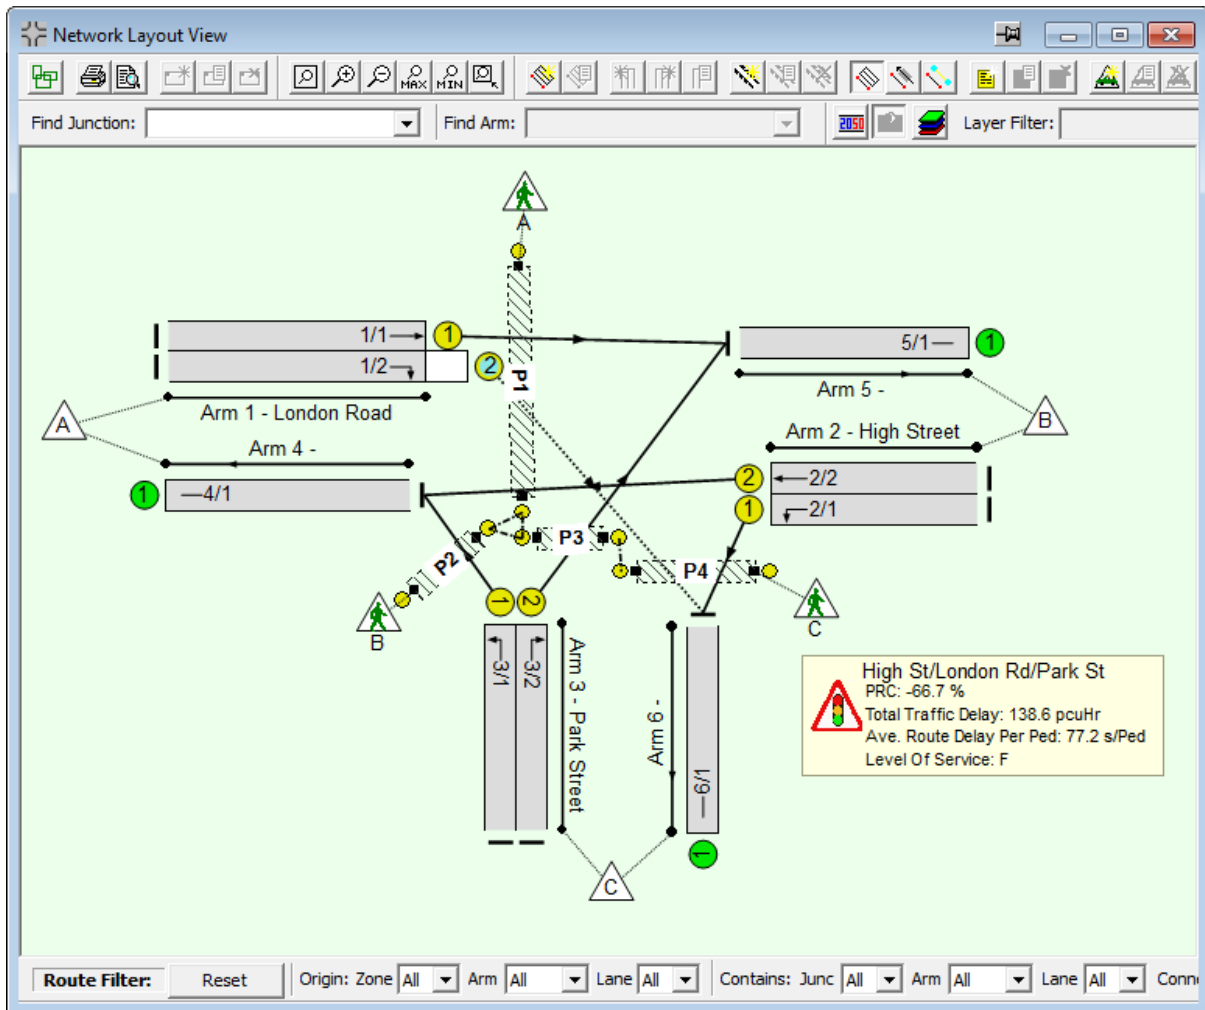 Network Layout View
MAX
MIN
Find Junction:
Find Arm:
2050
Layer Filter:
A
1/1
1
5/1
1
1/2
2
P1
Arm 1 - London Road
Arm 5 -
A
B
Arm 4 -
Arm 2 - High Street
1
4/1
2
2/2
1
2/1
P2
P3
P4
1
2
B
C
3/1
3/2
Arm 3 - Park Street
Arm 6 -
6/1
1
C
High St/London Rd/Park St
PRC: -66.7 %
Total Traffic Delay: 138.6 pcuHr
Ave. Route Delay Per Ped: 77.2 s/Ped
Level Of Service: F
Route Filter: Reset Origin: Zone All Arm All Lane All Contains: Junc All Arm All Lane All Conn